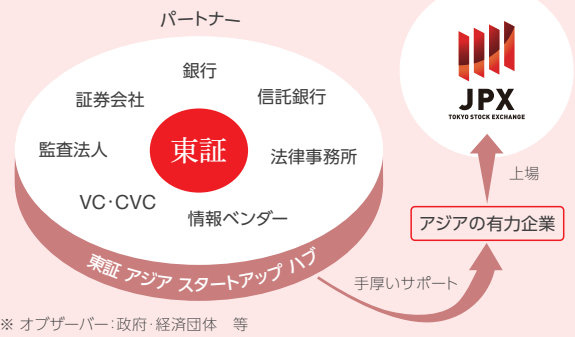 パートナー
銀行
証券会社
信託銀行
監査法人
東証
法律事務所
VC・CVC
情報ベンダー
東証 アジア スタートアップ ハブ
JPX
TOKYO STOCK EXCHANGE
上場
アジアの有力企業
手厚いサポート
※ オブザーバー:政府・経済団体 等